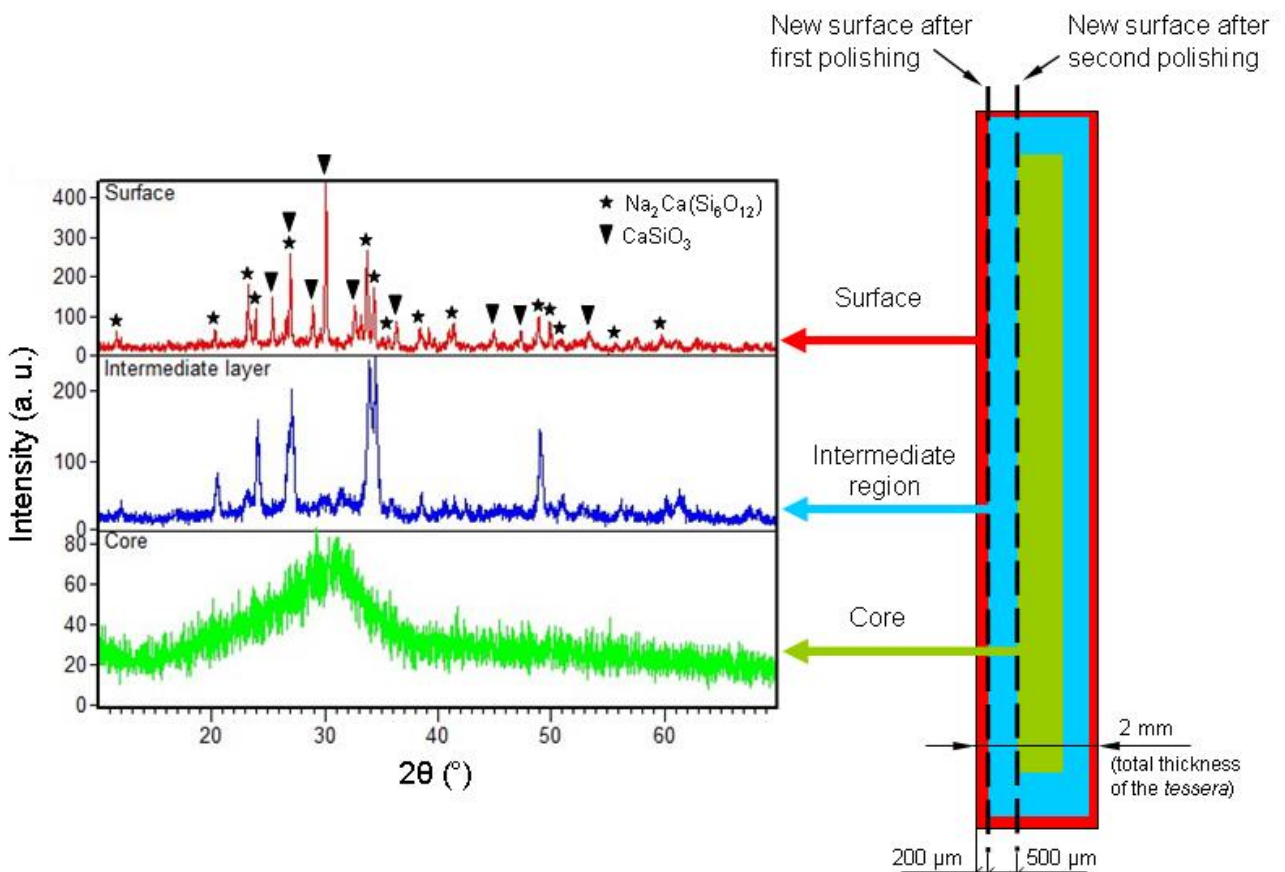 New surface after
first polishing
New surface after
second polishing
Surface
★ Na₂Ca(Si₆O₁₂)
▼ CaSiO₃
400
300
200
100
0
Intermediate layer
200
100
0
Core
80
60
40
20
0
20 30 40 50 60
2θ (°)
Intensity (a. u.)
Surface
Intermediate
region
Core
2 mm
(total thickness
of the tessera)
200 µm
500 µm